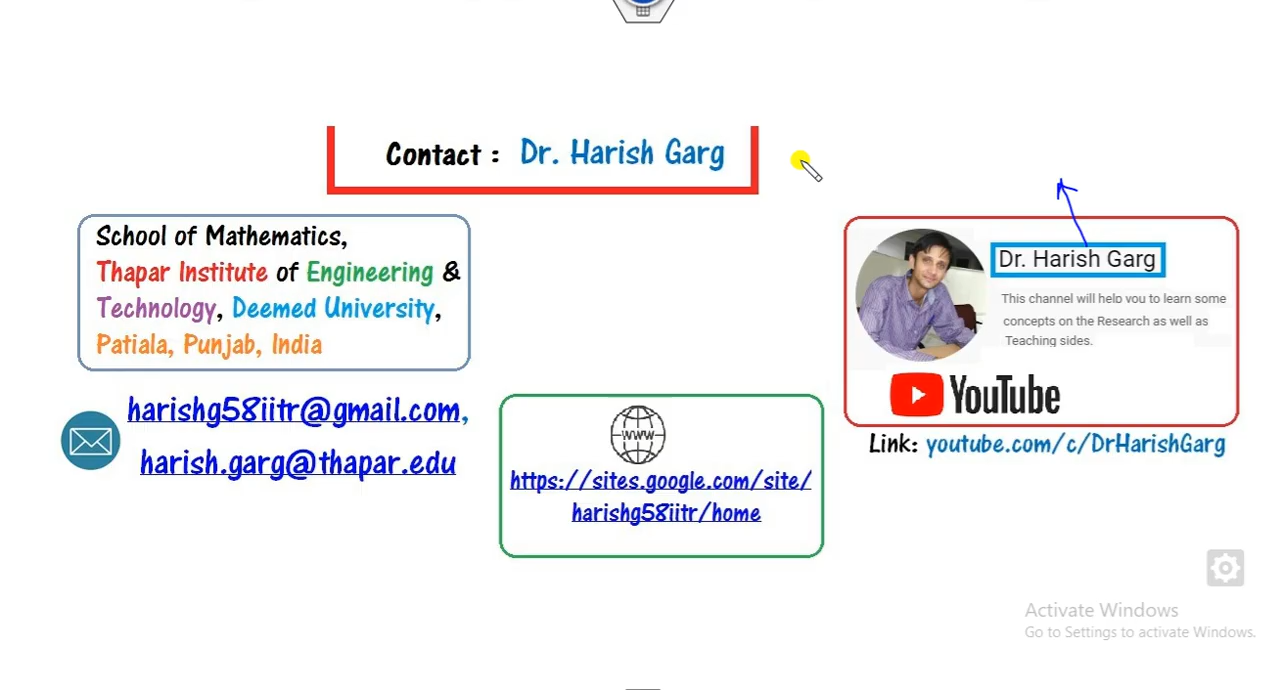 Contact : Dr. Harish Garg
School of Mathematics,
Thapar Institute of Engineering &
Technology, Deemed University,
Patiala, Punjab, India
harishg58iitr@gmail.com,
harish.garg@thapar.edu
www
https://sites.google.com/site/
harishg58iitr/home
Dr. Harish Garg
This channel will help you to learn some
concepts on the Research as well as
Teaching sides.
YouTube
Link: youtube.com/c/DrHarishGarg
Activate Windows
Go to Settings to activate Windows.